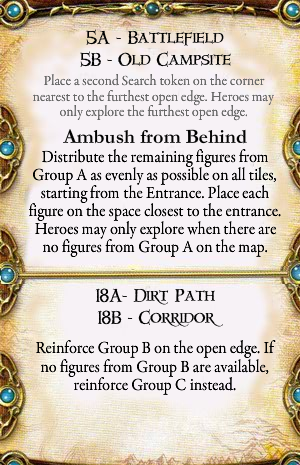 5A - Battlefield
5B - Old Campsite
Place a second Search token on the corner
nearest to the furthest open edge. Heroes may
only explore the furthest open edge.
Ambush from Behind
Distribute the remaining figures from
Group A as evenly as possible on all tiles,
starting from the Entrance. Place each
figure on the space closest to the entrance.
Heroes may only explore when there are
no figures from Group A on the map.
18A- Dirt Path
18B - Corridor
Reinforce Group B on the open edge. If
no figures from Group B are available,
reinforce Group C instead.